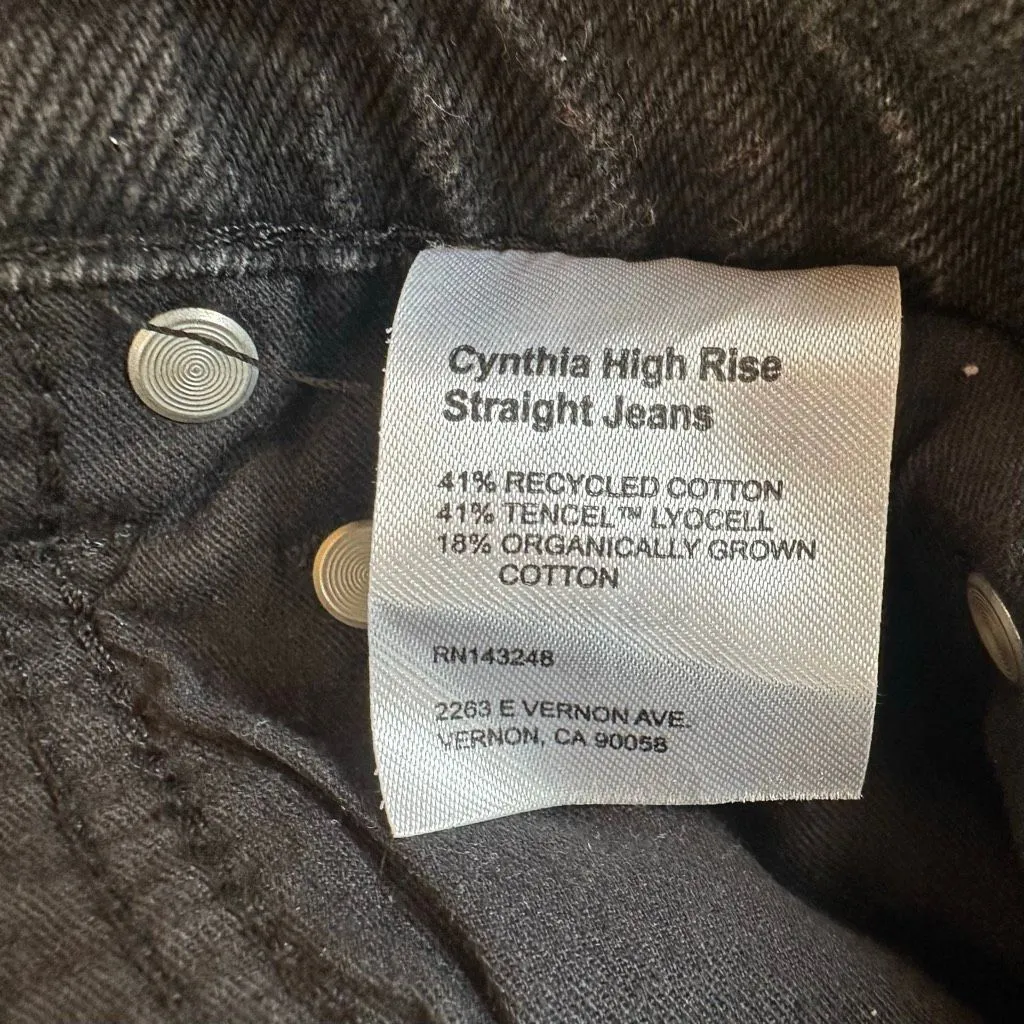 Cynthia High Rise
Straight Jeans
41% RECYCLED COTTON
41% TENCEL™ LYOCELL
18% ORGANICALLY GROWN
COTTON
RN143248
2263 E VERNON AVE.
VERNON, CA 90058